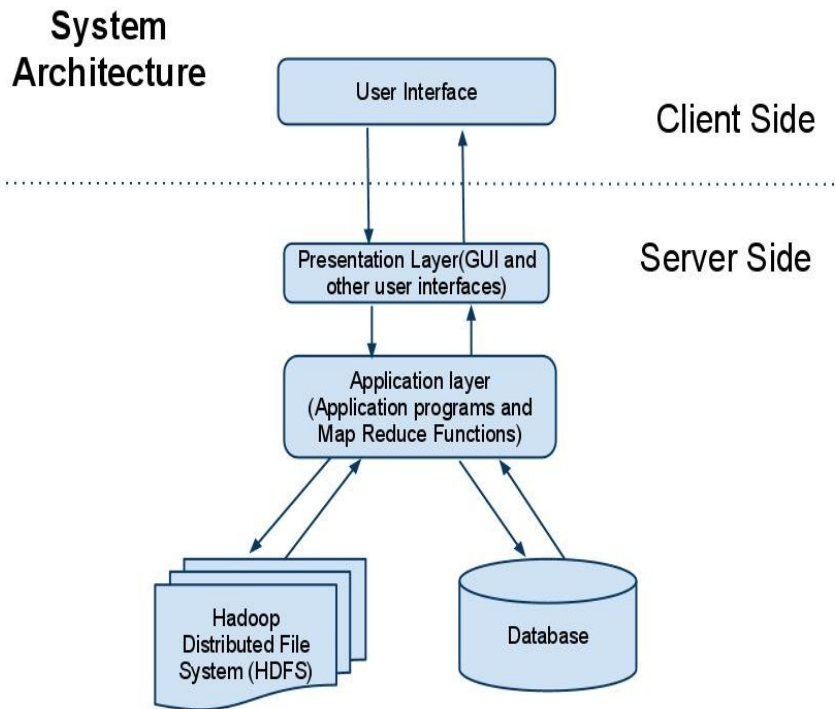 System
Architecture
User Interface
Client Side
Presentation Layer(GUI and
other user interfaces)
Server Side
Application layer
(Application programs and
Map Reduce Functions)
Hadoop
Distributed File
System (HDFS)
Database